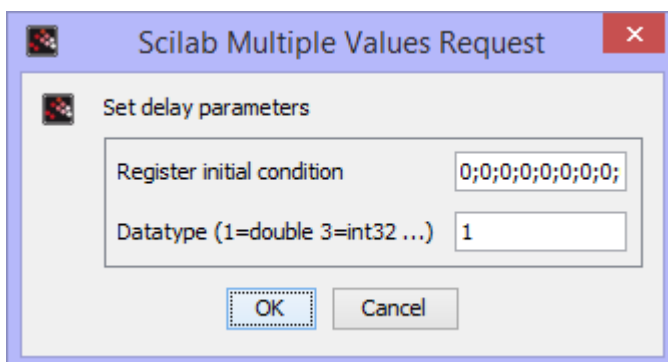 Scilab Multiple Values Request
Set delay parameters
Register initial condition 0;0;0;0;0;0;0;0;
Datatype (1=double 3=int32 ...) 1
OK Cancel